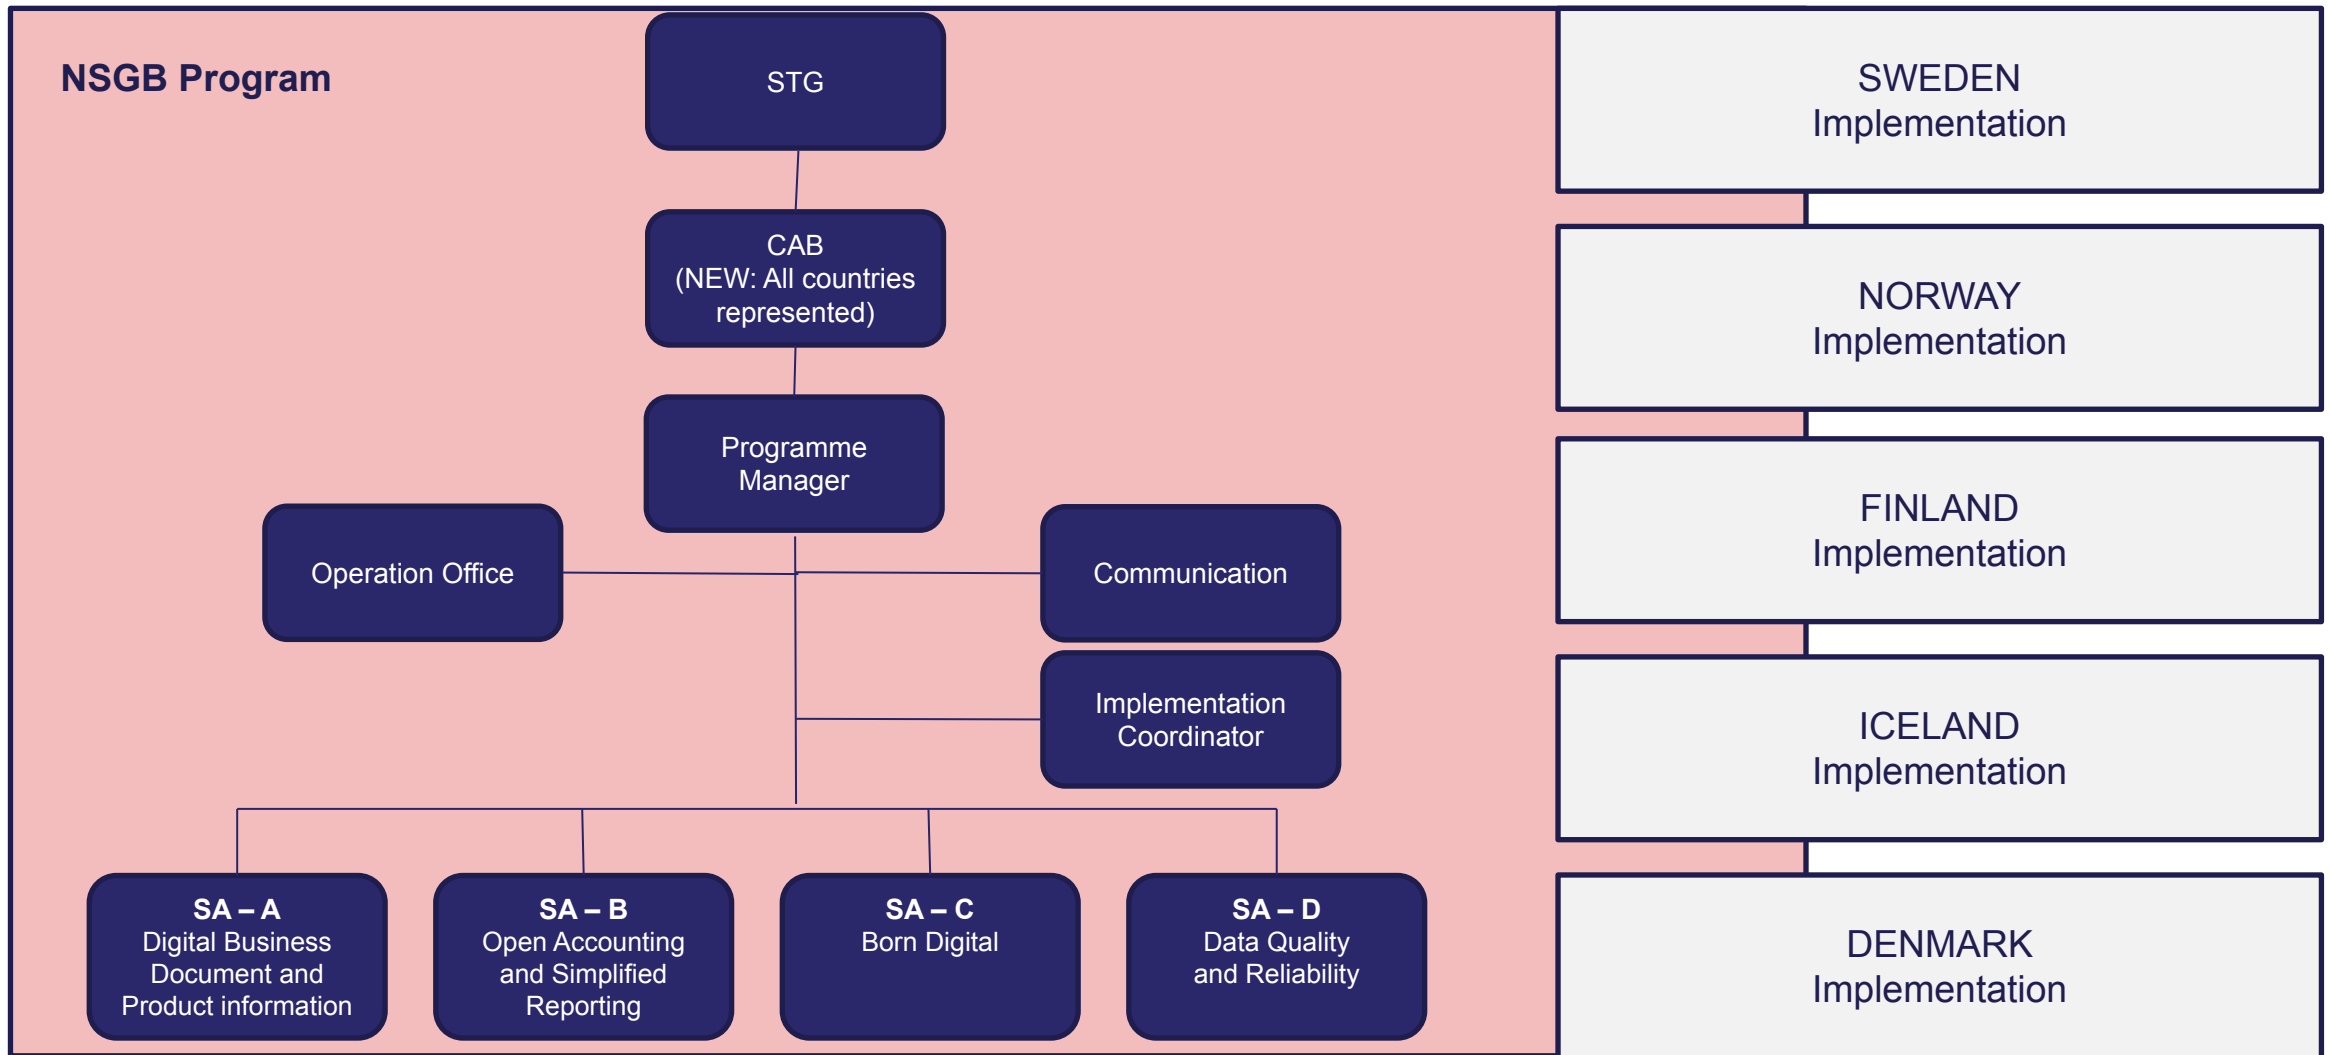 NSGB Program
STG
CAB
(NEW: All countries
represented)
Programme
Manager
Operation Office
Communication
Implementation
Coordinator
SA – A
Digital Business
Document and
Product information
SA – B
Open Accounting
and Simplified
Reporting
SA – C
Born Digital
SA – D
Data Quality
and Reliability
SWEDEN
Implementation
NORWAY
Implementation
FINLAND
Implementation
ICELAND
Implementation
DENMARK
Implementation